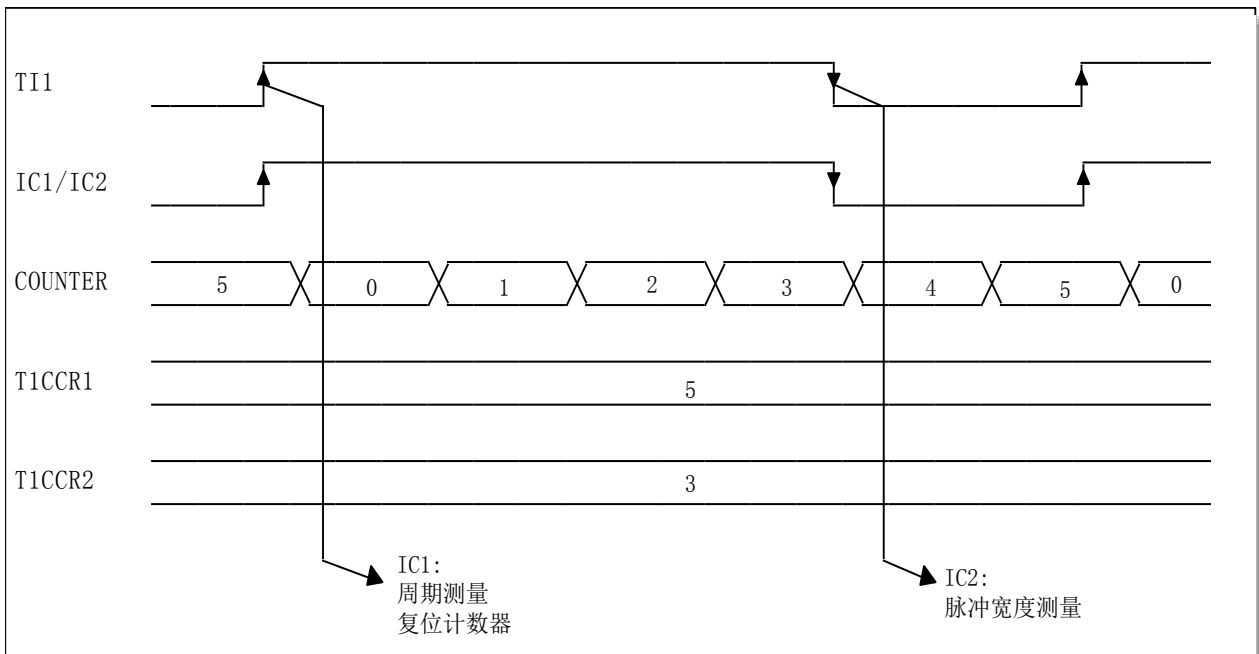 TI1
IC1/IC2
COUNTER 5 0 1 2 3 4 5 0
T1CCR1 5
T1CCR2 3
IC1:
周期测量
复位计数器
IC2:
脉冲宽度测量